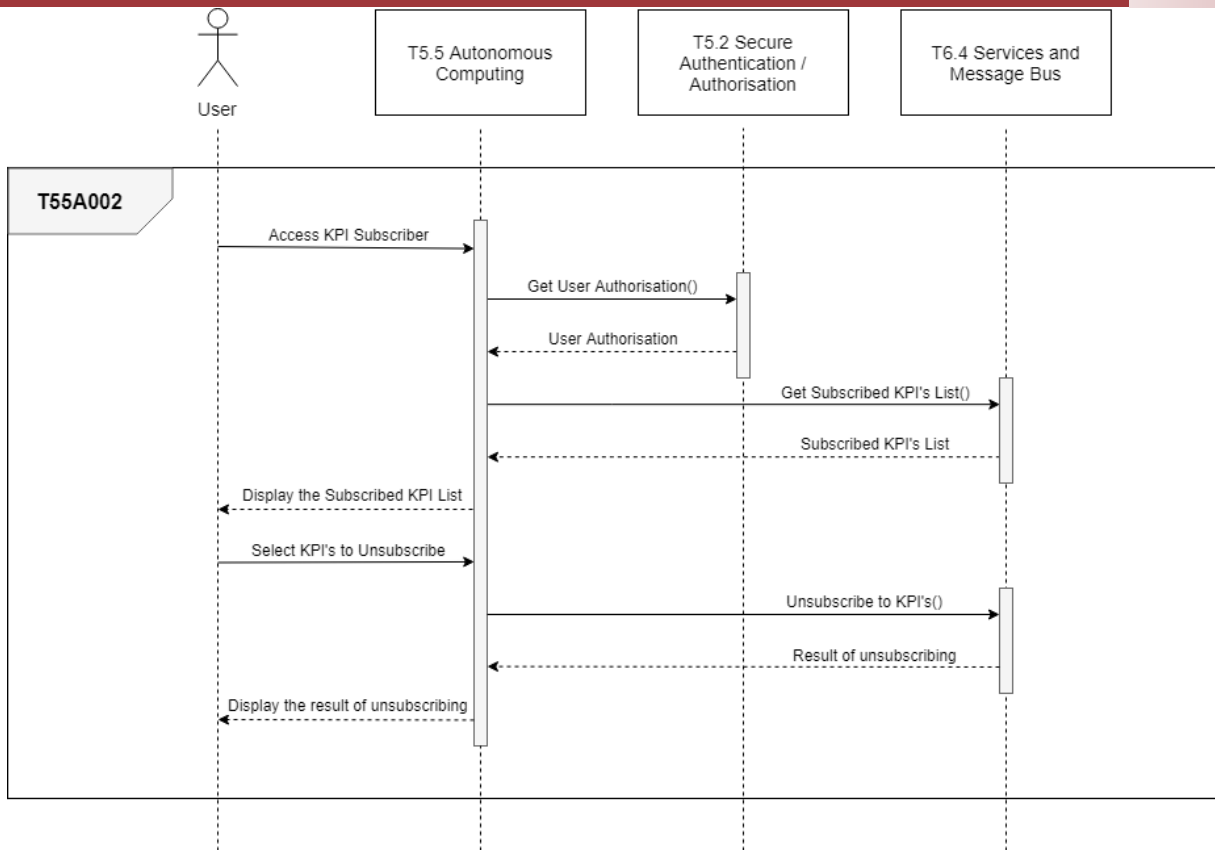 User
T5.5 Autonomous
Computing
T5.2 Secure
Authentication /
Authorisation
T6.4 Services and
Message Bus
T55A002
Access KPI Subscriber
Get User Authorisation()
User Authorisation
Get Subscribed KPI's List()
Subscribed KPI's List
Display the Subscribed KPI List
Select KPI's to Unsubscribe
Unsubscribe to KPI's()
Result of unsubscribing
Display the result of unsubscribing